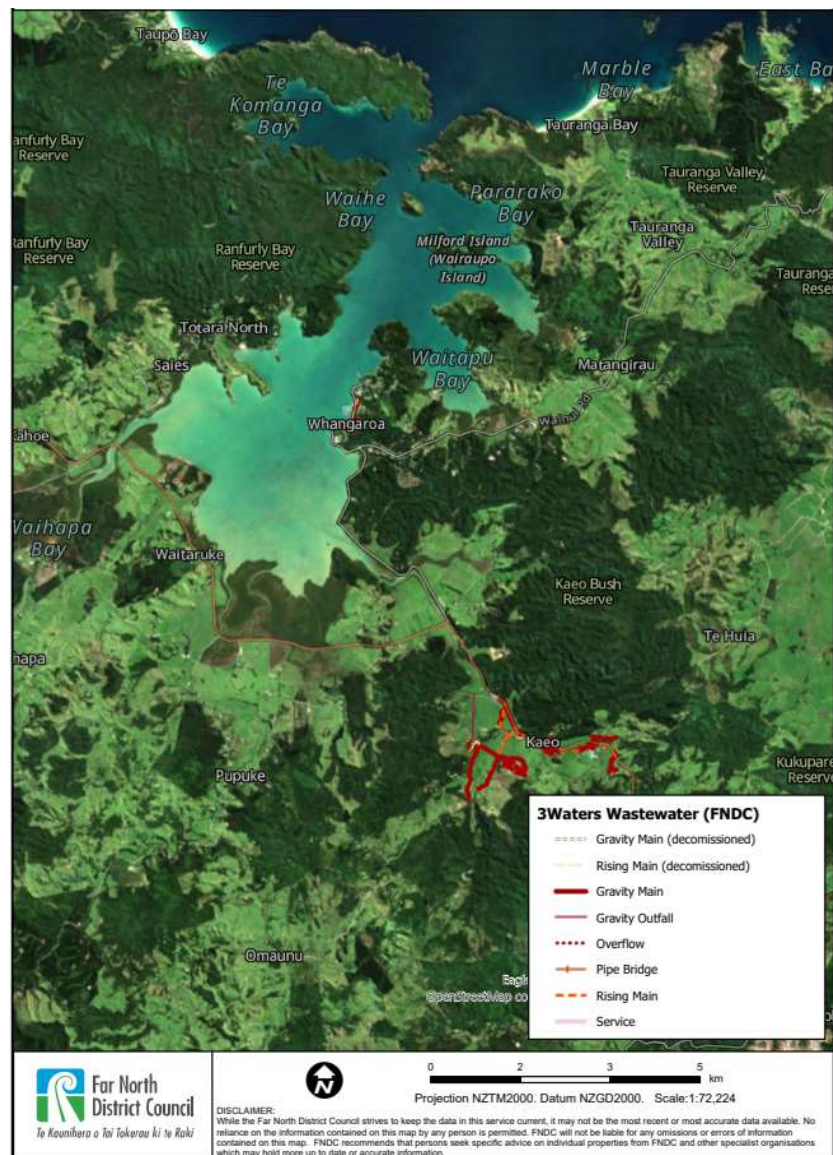 Taupō Bay
Te
Komanga
Bay
Marble
Bay
East Ba
Tauranga Bay
anfurly Bay
Reserve
Tauranga Valley
Reserve
Waihe
Bay
Pararako
Bay
Tauranga
Valley
Milford Island
(Wairaupo
Island)
anfurly Bay
Reserve
Ranfurly Bay
Reserve
Tauranga
Rese
Totara North
Saies
Waitapu
Bay
Matangirau
Whangaroa
Wainui Rd
kahoe
Waihapa
Bay
Waitaruke
Kaeo Bush
Reserve
Te Huia
hapa
Kaeo
Pupuke
Kukupare
Reserve
3Waters Wastewater (FNDC)
Gravity Main (decomissioned)
Rising Main (decomissioned)
Gravity Main
Gravity Outfall
Overflow
Pipe Bridge
Rising Main
Service
Omaunu
Eagl
OpenStreetMap co
Far North
District Council
Te Kaunihera o Tai Tokerau ki te Raki
N
0 2 3 5
km
Projection NZTM2000. Datum NZGD2000. Scale:1:72,224
DISCLAIMER:
While the Far North District Council strives to keep the data in this service current, it may not be the most recent or most accurate data available. No
reliance on the information contained on this map by any person is permitted. FNDC will not be liable for any omissions or errors of information
contained on this map. FNDC recommends that persons seek specific advice on individual properties from FNDC and other specialist organisations
which may hold more up to date or accurate information.